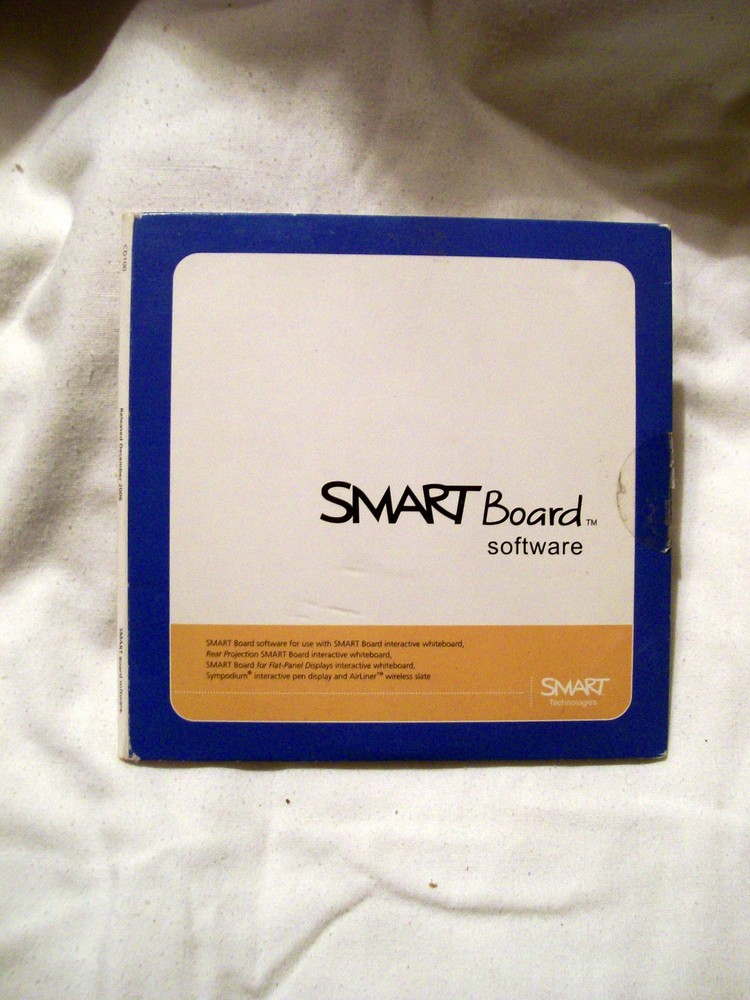 CD100
Released December 2006
SMART Board software
SMART Board™
software
SMART Board software for use with SMART Board interactive whiteboard,
Rear Projection SMART Board interactive whiteboard,
SMART Board for Flat-Panel Displays interactive whiteboard,
Sympodium® interactive pen display and AirLiner™ wireless slate
SMART
Technologies